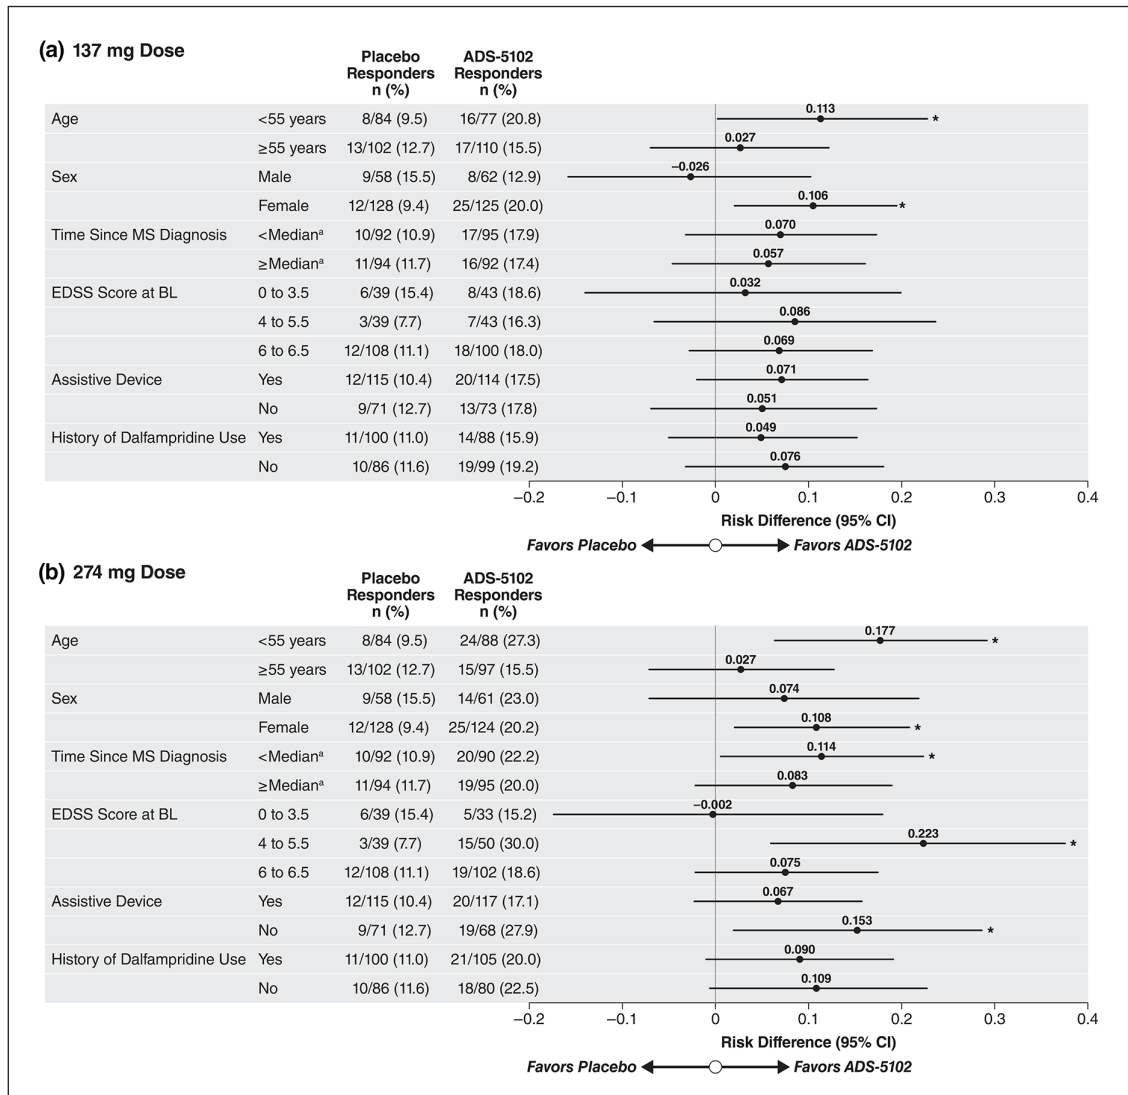 (a) 137 mg Dose
Placebo Responders n (%)
ADS-5102 Responders n (%)
Age <55 years 8/84 (9.5) 16/77 (20.8) 0.113 *
≥55 years 13/102 (12.7) 17/110 (15.5) 0.027
Sex Male 9/58 (15.5) 8/62 (12.9) −0.026
Female 12/128 (9.4) 25/125 (20.0) 0.106 *
Time Since MS Diagnosis <Medianᵃ 10/92 (10.9) 17/95 (17.9) 0.070
≥Medianᵃ 11/94 (11.7) 16/92 (17.4) 0.057
EDSS Score at BL 0 to 3.5 6/39 (15.4) 8/43 (18.6) 0.032
4 to 5.5 3/39 (7.7) 7/43 (16.3) 0.086
6 to 6.5 12/108 (11.1) 18/100 (18.0) 0.069
Assistive Device Yes 12/115 (10.4) 20/114 (17.5) 0.071
No 9/71 (12.7) 13/73 (17.8) 0.051
History of Dalfampridine Use Yes 11/100 (11.0) 14/88 (15.9) 0.049
No 10/86 (11.6) 19/99 (19.2) 0.076
−0.2 −0.1 0 0.1 0.2 0.3 0.4
Risk Difference (95% CI)
Favors Placebo Favors ADS-5102
(b) 274 mg Dose
Placebo Responders n (%)
ADS-5102 Responders n (%)
Age <55 years 8/84 (9.5) 24/88 (27.3) 0.177 *
≥55 years 13/102 (12.7) 15/97 (15.5) 0.027
Sex Male 9/58 (15.5) 14/61 (23.0) 0.074
Female 12/128 (9.4) 25/124 (20.2) 0.108 *
Time Since MS Diagnosis <Medianᵃ 10/92 (10.9) 20/90 (22.2) 0.114 *
≥Medianᵃ 11/94 (11.7) 19/95 (20.0) 0.083
EDSS Score at BL 0 to 3.5 6/39 (15.4) 5/33 (15.2) −0.002
4 to 5.5 3/39 (7.7) 15/50 (30.0) 0.223 *
6 to 6.5 12/108 (11.1) 19/102 (18.6) 0.075
Assistive Device Yes 12/115 (10.4) 20/117 (17.1) 0.067
No 9/71 (12.7) 19/68 (27.9) 0.153 *
History of Dalfampridine Use Yes 11/100 (11.0) 21/105 (20.0) 0.090
No 10/86 (11.6) 18/80 (22.5) 0.109
−0.2 −0.1 0 0.1 0.2 0.3 0.4
Risk Difference (95% CI)
Favors Placebo Favors ADS-5102